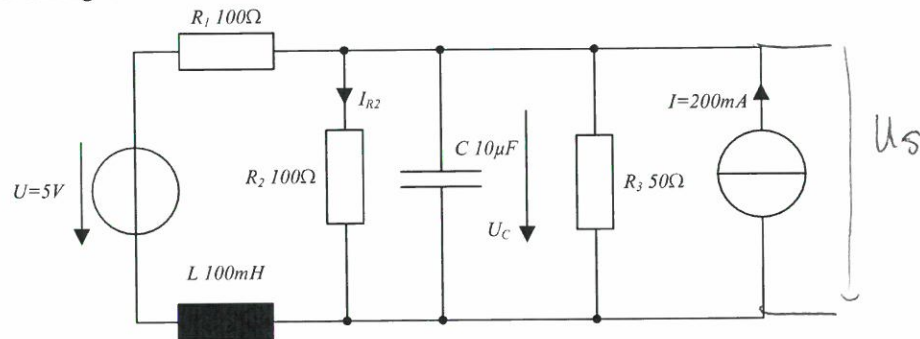 R1 100Ω
IR2
I=200mA
US
C 10µF
U=5V
R2 100Ω
R3 50Ω
UC
L 100mH